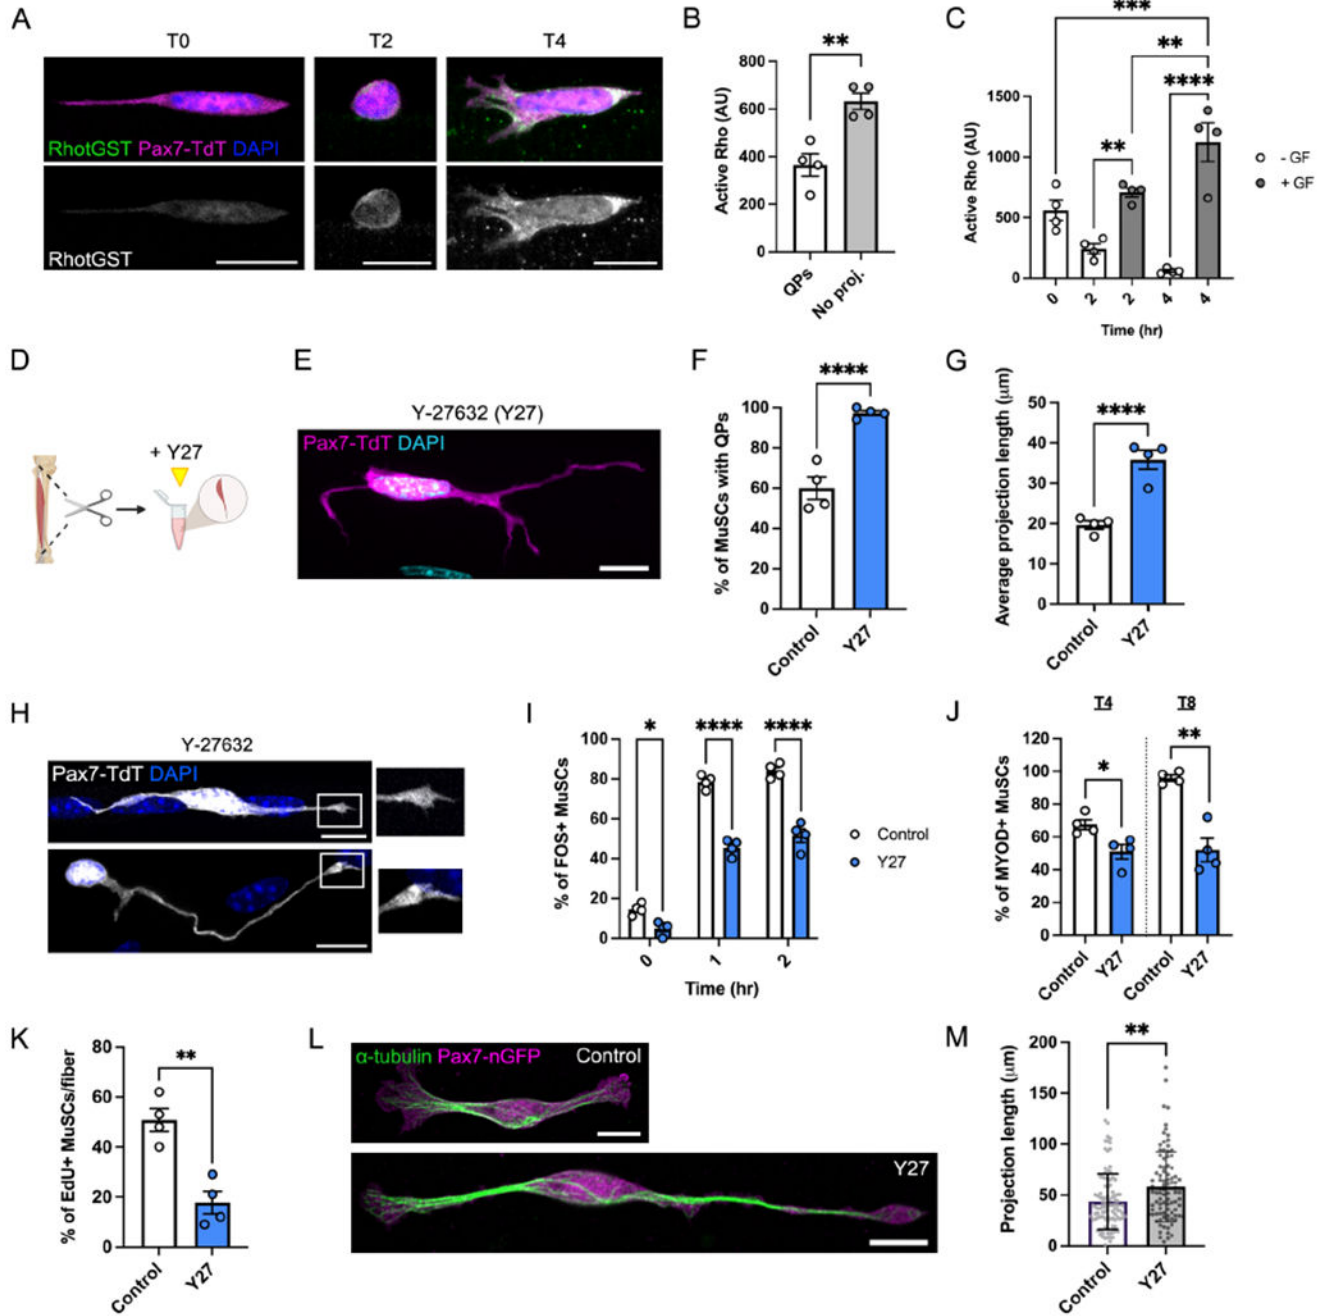 A
T0
T2
T4
RhotGST Pax7-TdT DAPI
RhotGST
B
**
Active Rho (AU)
800
600
400
200
0
QPs
No proj.
C
***
**
****
**
Active Rho (AU)
1500
1000
500
0
0
2
2
4
4
Time (hr)
- GF
+ GF
D
+ Y27
E
Y-27632 (Y27)
Pax7-TdT DAPI
F
****
% of MuSCs with QPs
100
80
60
40
20
0
Control
Y27
G
****
Average projection length (μm)
50
40
30
20
10
0
Control
Y27
H
Y-27632
Pax7-TdT DAPI
I
*
****
****
% of FOS+ MuSCs
100
80
60
40
20
0
0
1
2
Time (hr)
Control
Y27
J
T4
T8
*
**
% of MYOD+ MuSCs
120
100
80
60
40
20
0
Control
Y27
Control
Y27
K
**
% of EdU+ MuSCs/fiber
80
60
40
20
0
Control
Y27
L
α-tubulin Pax7-nGFP
Control
Y27
M
**
Projection length (μm)
200
150
100
50
0
Control
Y27